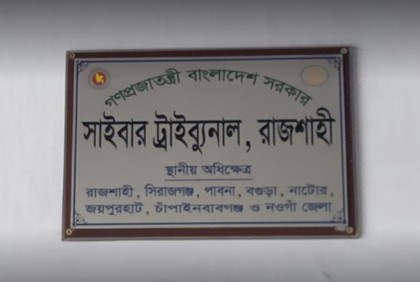 গণপ্রজাতন্ত্রী বাংলাদেশ সরকার
সাইবার ট্রাইব্যুনাল, রাজশাহী
স্থানীয় অধিক্ষেত্র
রাজশাহী, সিরাজগঞ্জ, পাবনা, বগুড়া, নাটোর,
জয়পুরহাট, চাঁপাইনবাবগঞ্জ ও নওগাঁ জেলা